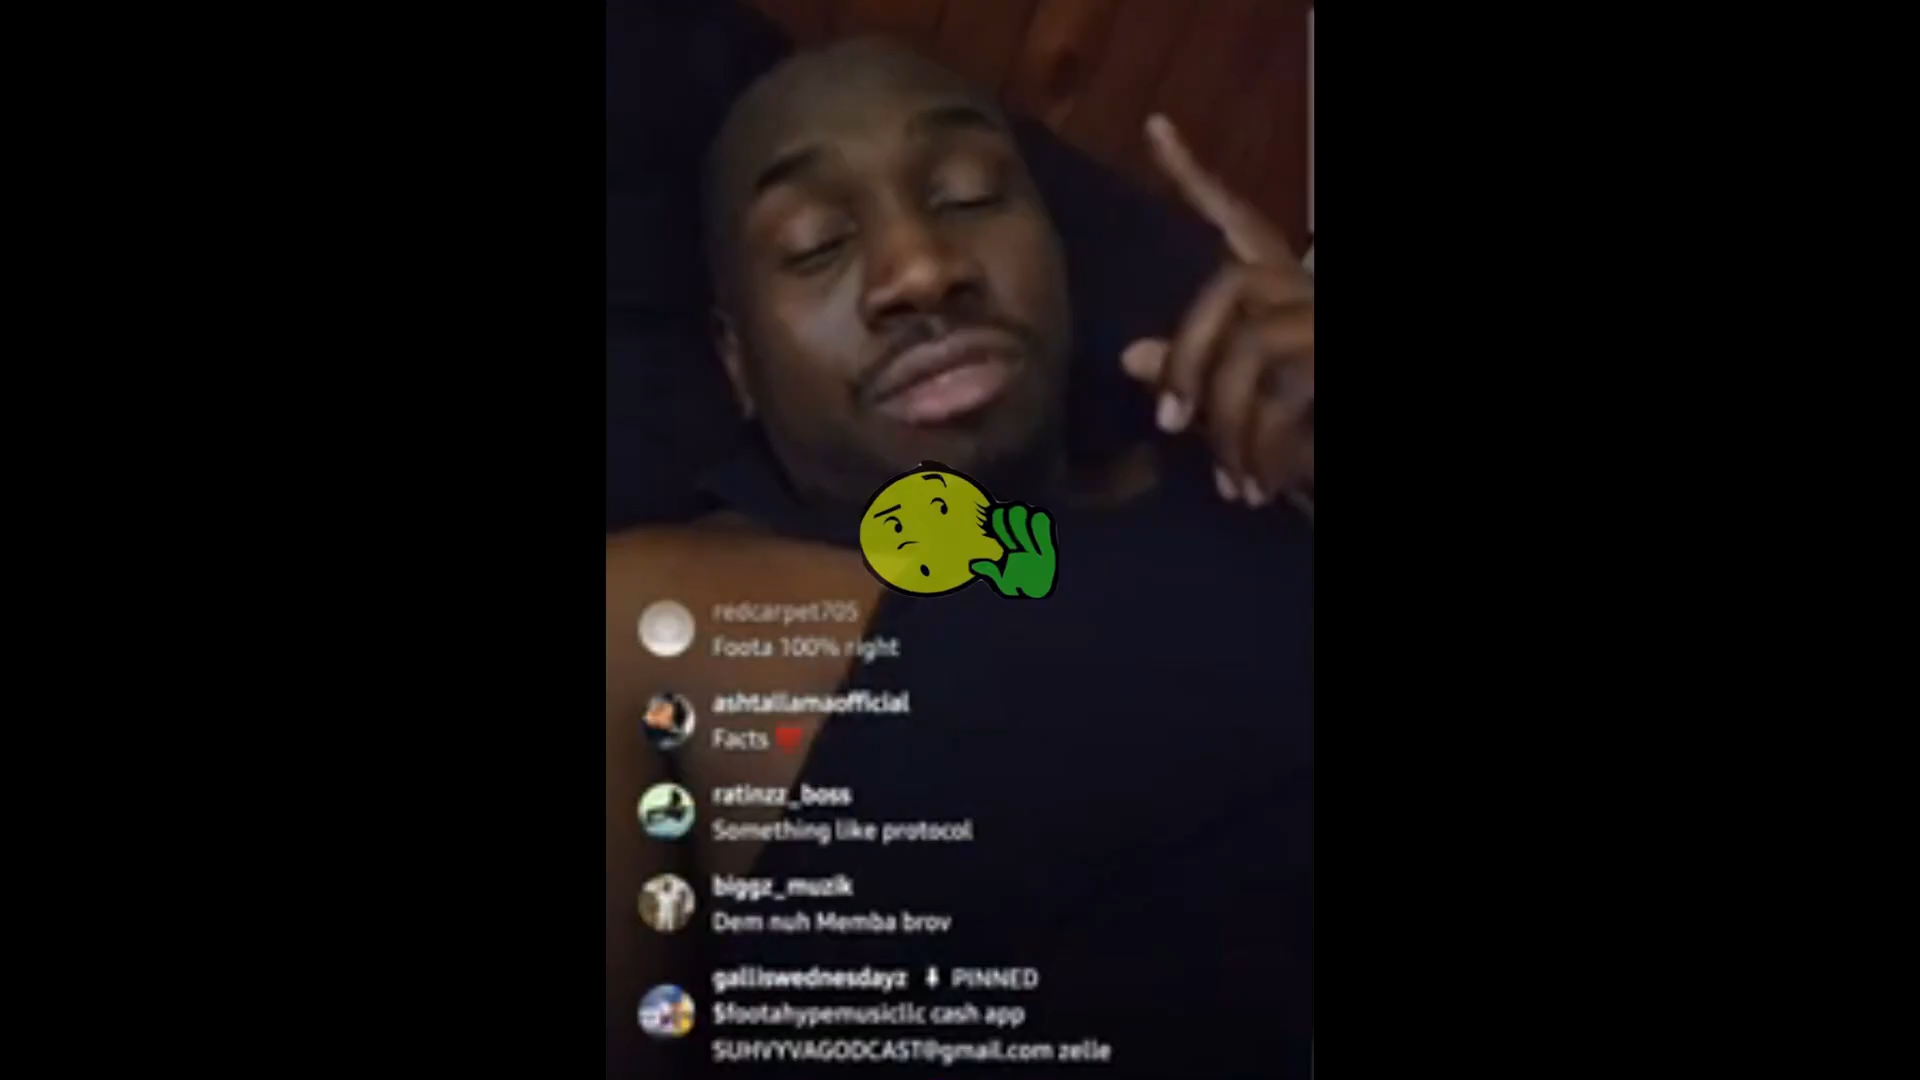 redcarpet705
Foota 100% right
ashtallamaofficial
Facts ❤️
ratinzz_boss
Something like protocol
biggz_muzik
Dem nuh Memba brov
galliswednesdayz PINNED
$footahypemusicllc cash app
SUHVYVAGODCAST@gmail.com zelle